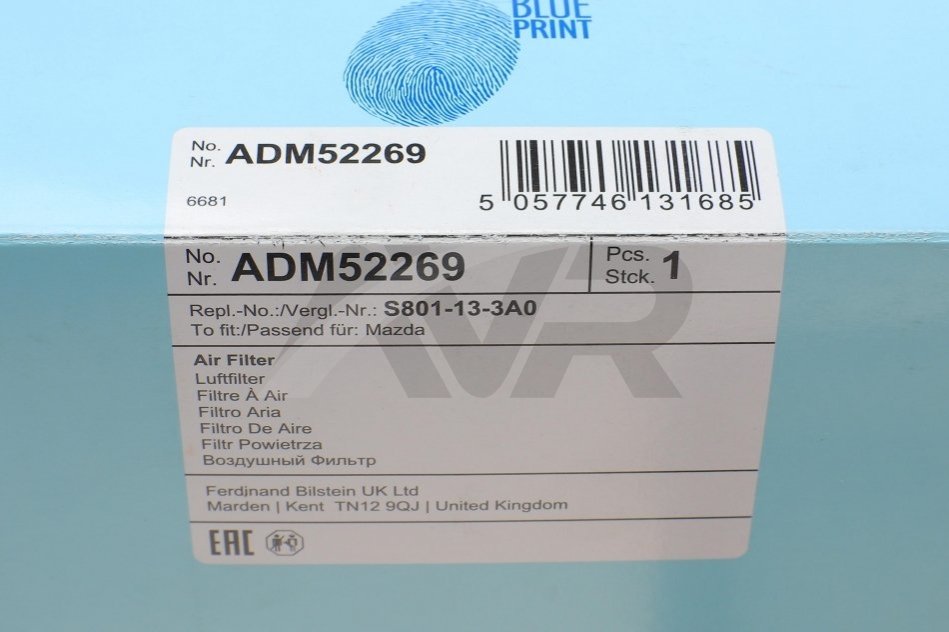 BLUE
PRINT
No.
Nr. ADM52269
6681
5 057746 131685
No.
Nr. ADM52269
Pcs.
Stck. 1
Repl.-No.:/Vergl.-Nr.: S801-13-3A0
To fit:/Passend für: Mazda
Air Filter
Luftfilter
Filtre À Air
Filtro Aria
Filtro De Aire
Filtr Powietrza
Воздушный Фильтр
Ferdinand Bilstein UK Ltd
Marden | Kent TN12 9QJ | United Kingdom
EAC
AVR